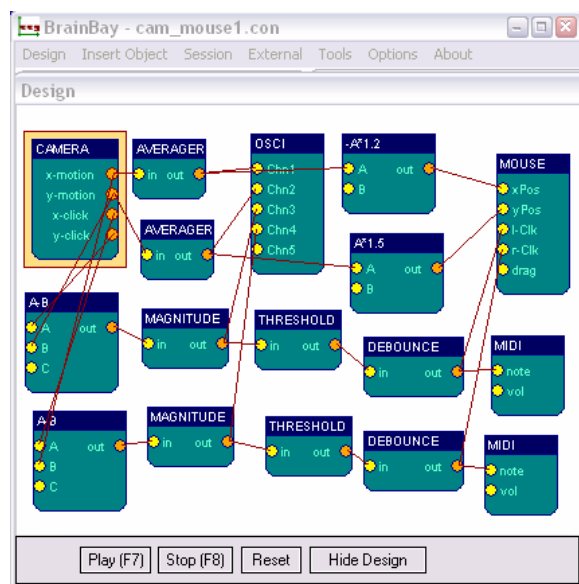 BrainBay - cam_mouse1.con
Design Insert Object Session External Tools Options About
Design
CAMERA
x-motion
y-motion
x-click
y-click
AVERAGER
in out
AVERAGER
in out
OSCI
Chn1
Chn2
Chn3
Chn4
Chn5
-A*1.2
A out
B
A*1.5
A out
B
MOUSE
xPos
yPos
l-Clk
r-Clk
drag
A-B
A out
B
C
MAGNITUDE
in out
THRESHOLD
in out
DEBOUNCE
in out
MIDI
note
vol
A-B
A out
B
C
MAGNITUDE
in out
THRESHOLD
in out
DEBOUNCE
in out
MIDI
note
vol
Play (F7) Stop (F8) Reset Hide Design